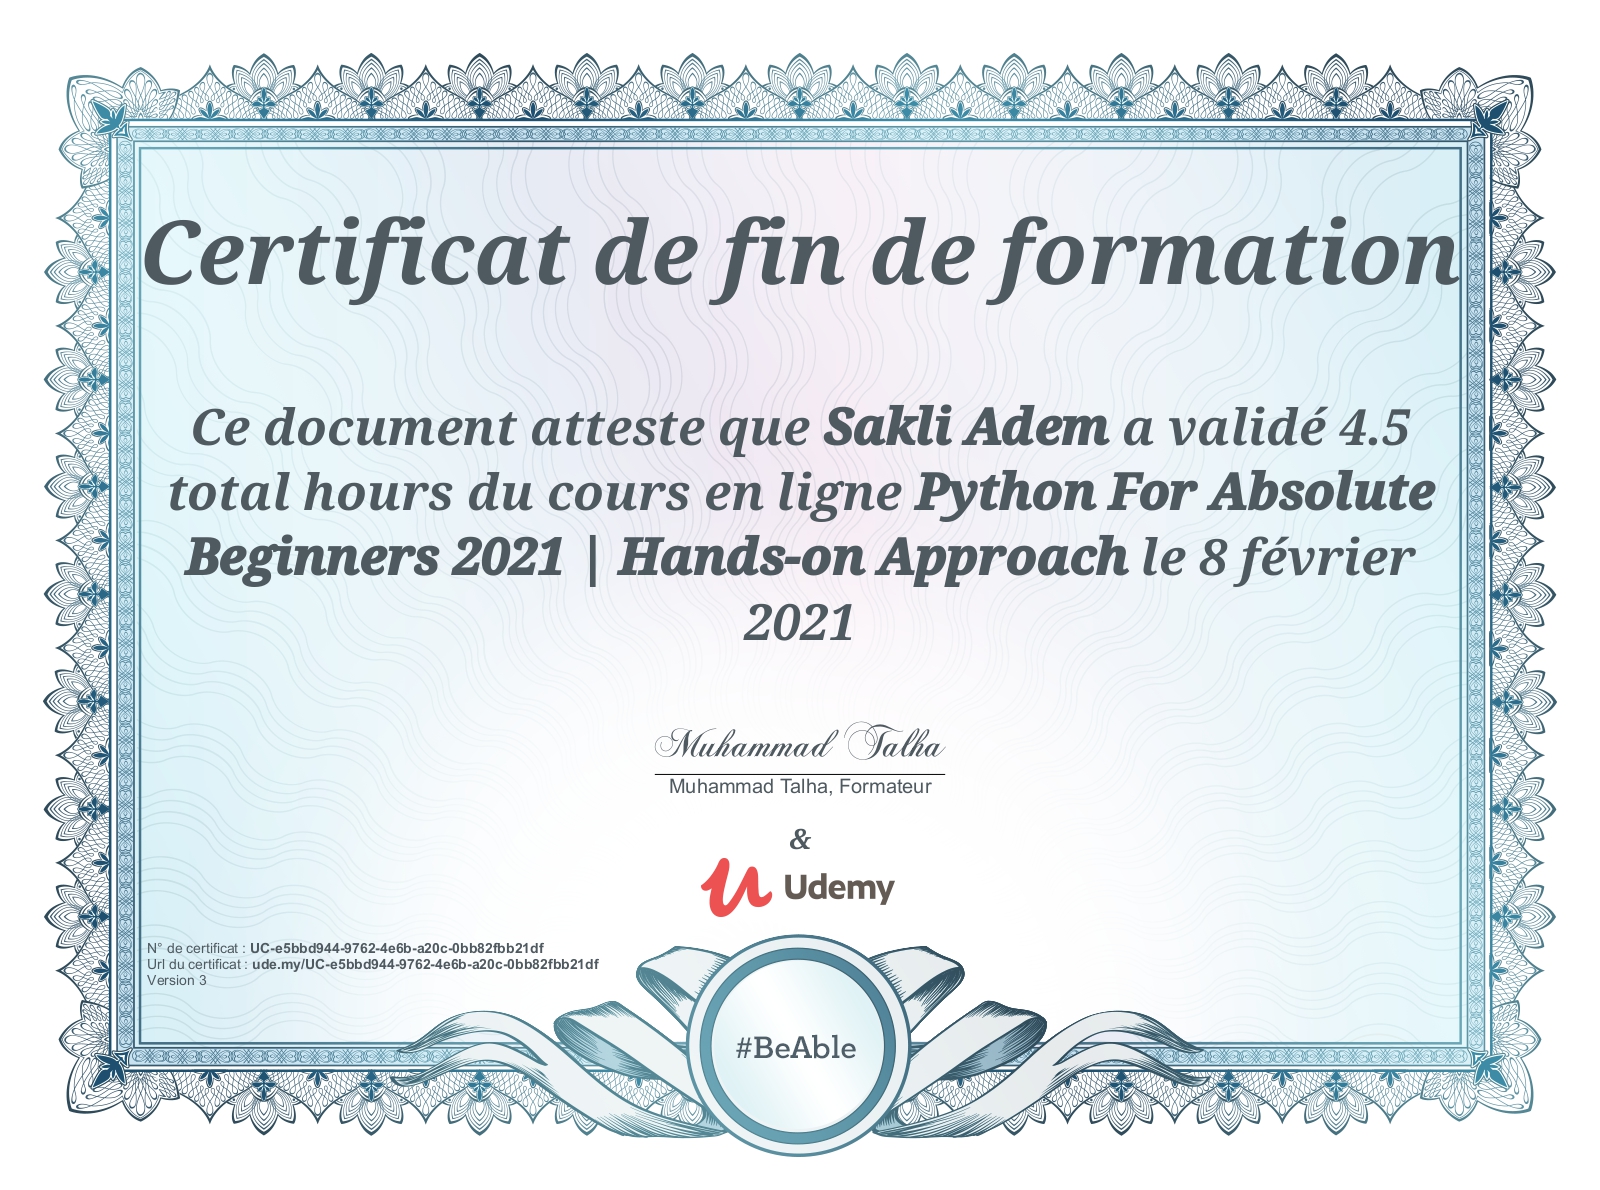 Certificat de fin de formation
Ce document atteste que Sakli Adem a validé 4.5
total hours du cours en ligne Python For Absolute
Beginners 2021 | Hands-on Approach le 8 février
2021
Muhammad Talha
Muhammad Talha, Formateur
&
Udemy
N° de certificat : UC-e5bbd944-9762-4e6b-a20c-0bb82fbb21df
Url du certificat : ude.my/UC-e5bbd944-9762-4e6b-a20c-0bb82fbb21df
Version 3
#BeAble